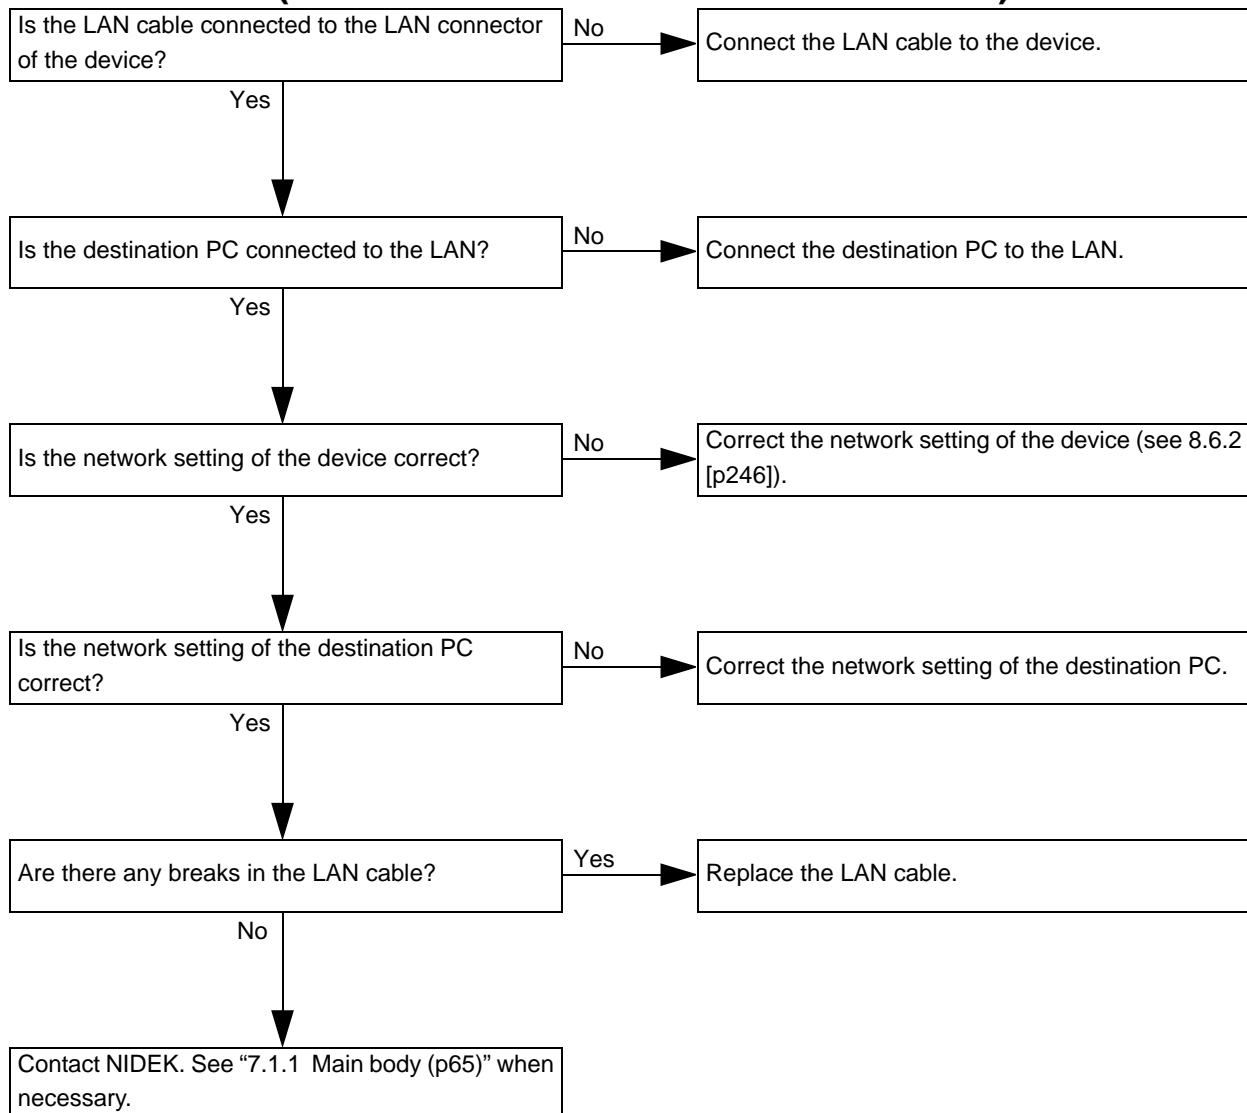 Is the LAN cable connected to the LAN connector
of the device?
No
Connect the LAN cable to the device.
Yes
Is the destination PC connected to the LAN?
No
Connect the destination PC to the LAN.
Yes
Is the network setting of the device correct?
No
Correct the network setting of the device (see 8.6.2
[p246]).
Yes
Is the network setting of the destination PC
correct?
No
Correct the network setting of the destination PC.
Yes
Are there any breaks in the LAN cable?
Yes
Replace the LAN cable.
No
Contact NIDEK. See “7.1.1 Main body (p65)” when
necessary.